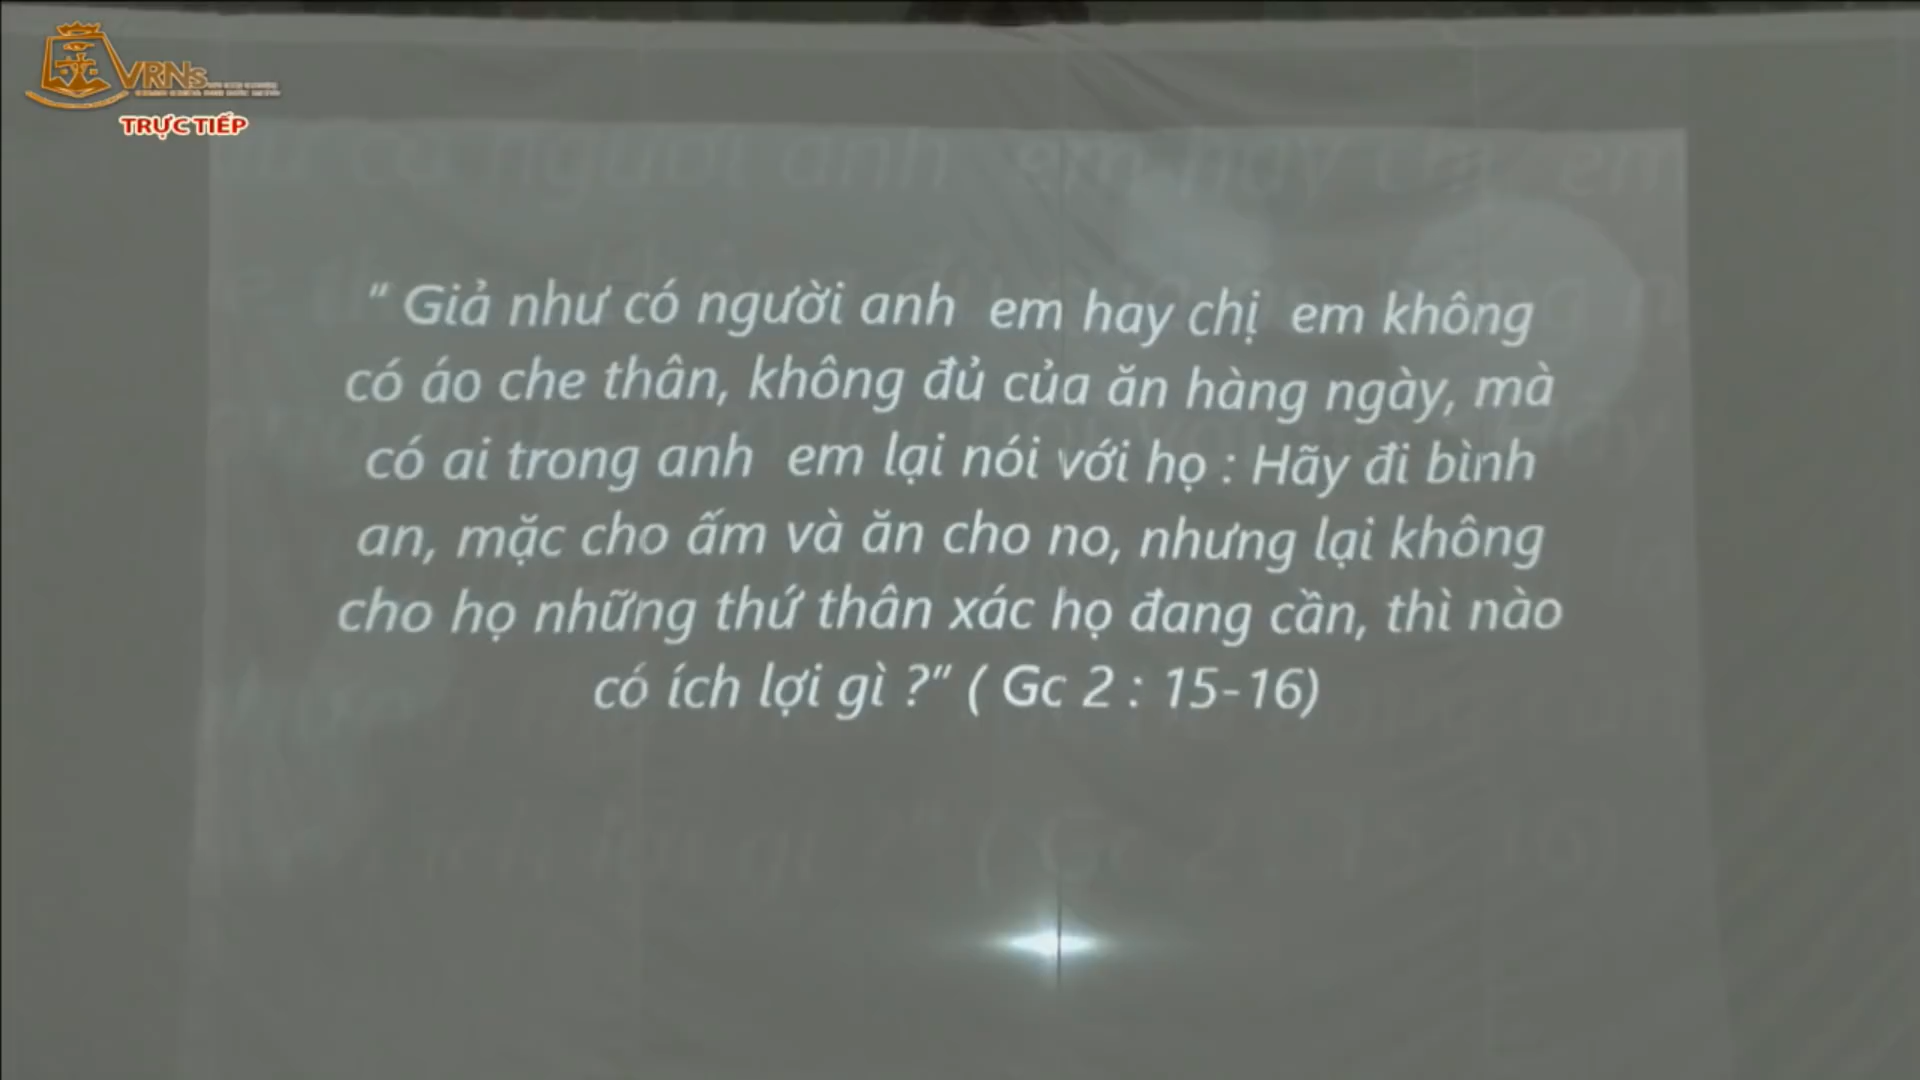 VRNs
TRỰC TIẾP
“ Giả như có người anh em hay chị em không
có áo che thân, không đủ của ăn hàng ngày, mà
có ai trong anh em lại nói với họ : Hãy đi bình
an, mặc cho ấm và ăn cho no, nhưng lại không
cho họ những thứ thân xác họ đang cần, thì nào
có ích lợi gì ?” ( Gc 2 : 15-16)